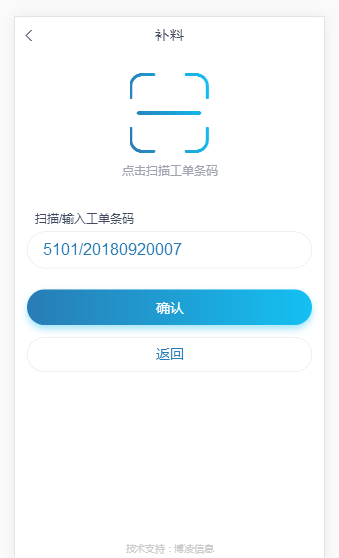 补料
点击扫描工单条码
扫描/输入工单条码
5101/20180920007
确认
返回
技术支持：博凌信息